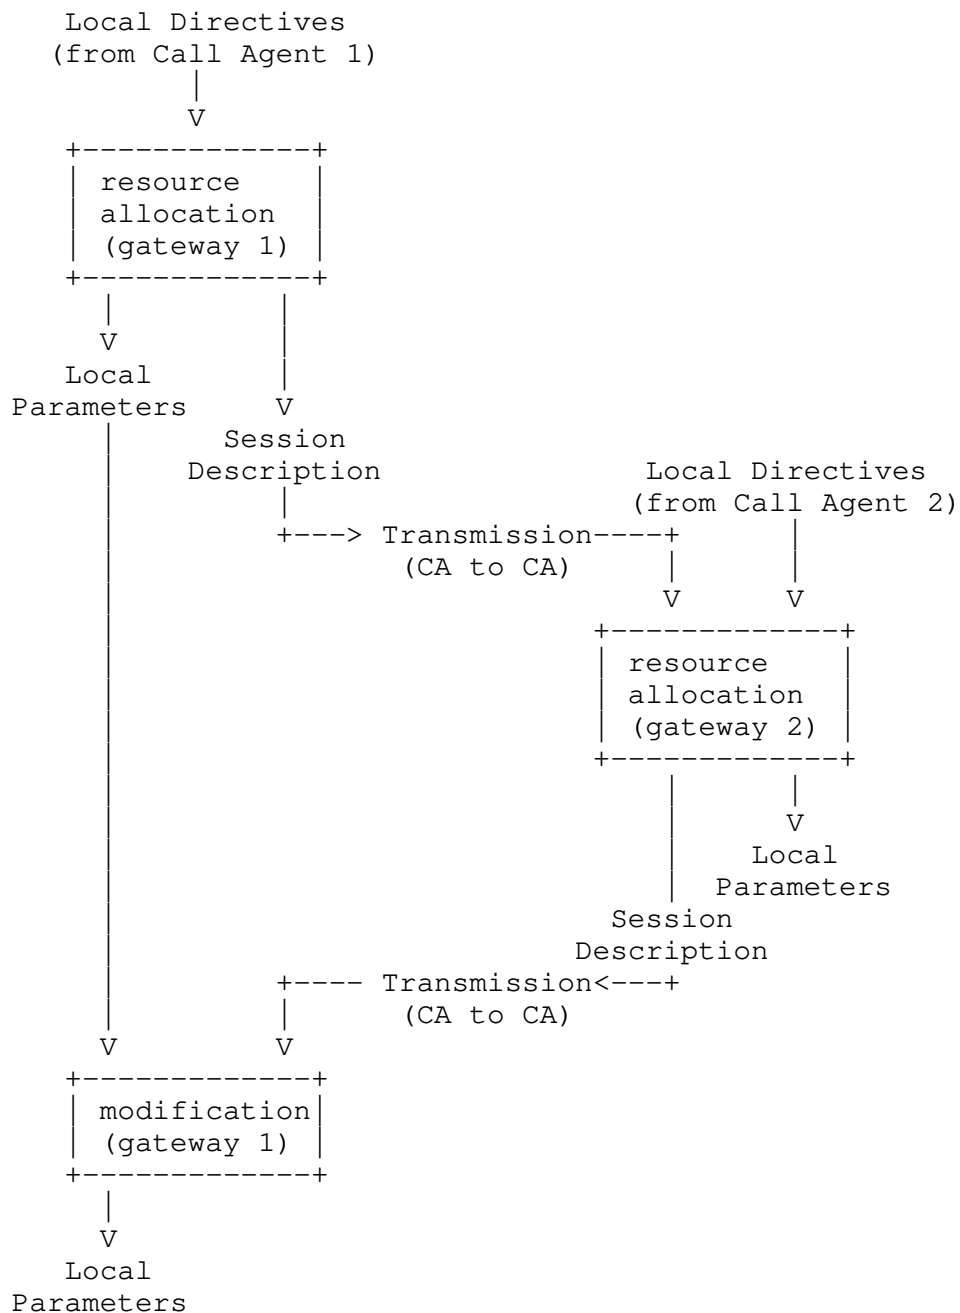 Local Directives
(from Call Agent 1)
|
V
+-------------+
| resource    |
| allocation  |
| (gateway 1) |
+-------------+
|         |
V         |
Local       |
Parameters     V
|      Session
|    Description               Local Directives
|         |                   (from Call Agent 2)
|         +---> Transmission----+      |
|                (CA to CA)     |      |
|                               V      V
|                           +-------------+
|                           | resource    |
|                           | allocation  |
|                           | (gateway 2) |
|                           +-------------+
|                               |      |
|                               |      V
|                               |    Local
|                               |  Parameters
|                            Session
|                          Description
|         +---- Transmission<---+
|         |      (CA to CA)
V         V
+-------------+
| modification|
| (gateway 1) |
+-------------+
|
V
Local
Parameters